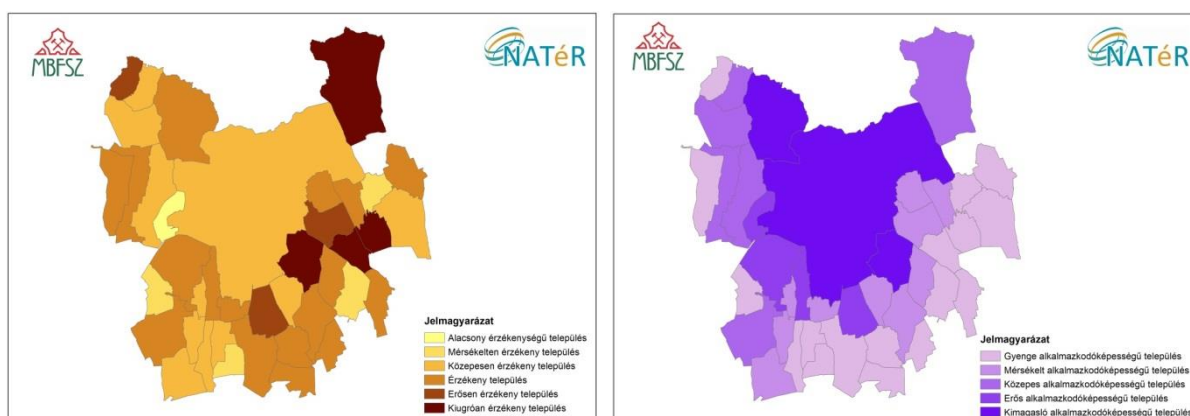 MBFSZ
NATéR
Jelmagyarázat
Alacsony érzékenységű település
Mérsékelten érzékeny település
Közepesen érzékeny település
Érzékeny település
Erősen érzékeny település
Kiugróan érzékeny település
MBFSZ
NATéR
Jelmagyarázat
Gyenge alkalmazkodóképességű település
Mérsékelt alkalmazkodóképességű település
Közepes alkalmazkodóképességű település
Erős alkalmazkodóképességű település
Kimagasló alkalmazkodóképességű település